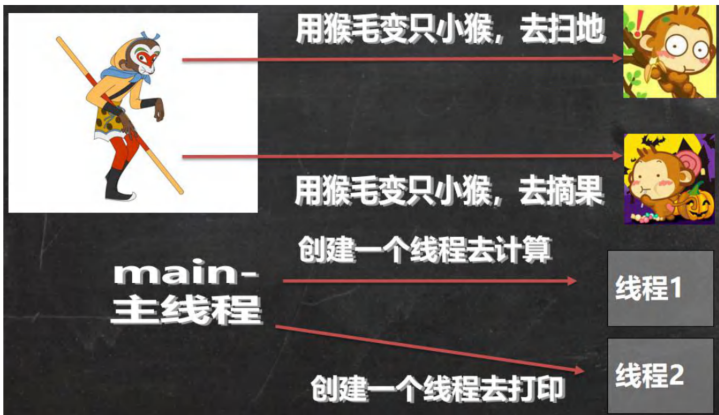 用猴毛变只小猴，去扫地
用猴毛变只小猴，去摘果
创建一个线程去计算
main-
主线程
线程1
线程2
创建一个线程去打印